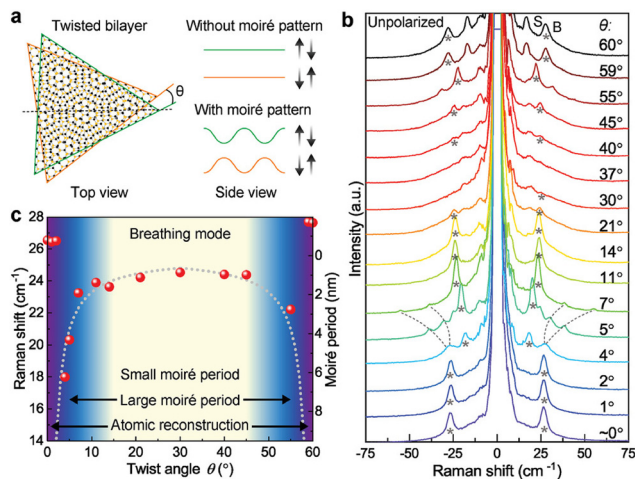 a
Twisted bilayer
θ
Top view
Without moiré pattern
With moiré pattern
Side view
b
Unpolarized
S
B
θ:
60°
59°
55°
45°
40°
37°
30°
21°
14°
11°
7°
5°
4°
2°
1°
~0°
Intensity (a.u.)
-75 -50 -25 0 25 50 75
Raman shift (cm-1)
c
28
26
24
22
20
18
16
14
Raman shift (cm-1)
Breathing mode
Small moiré period
Large moiré period
Atomic reconstruction
0
2
4
6
8
Moiré period (nm)
0 10 20 30 40 50 60
Twist angle θ (°)